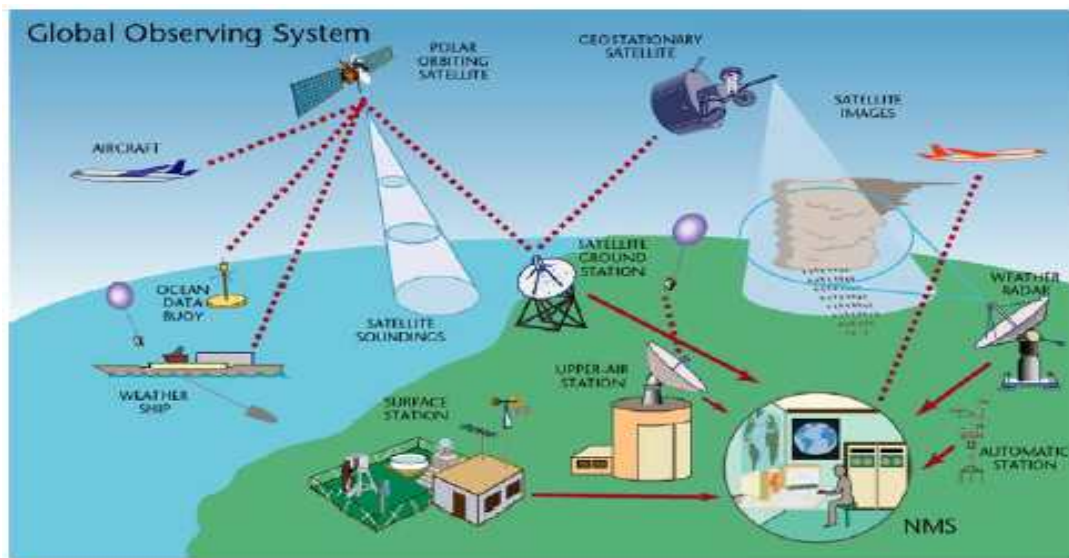 Global Observing System
POLAR
ORBITING
SATELLITE
GEOSTATIONARY
SATELLITE
SATELLITE
IMAGES
AIRCRAFT
OCEAN
DATA
BUOY
SATELLITE
SOUNDINGS
SATELLITE
GROUND
STATION
WEATHER
RADAR
WEATHER
SHIP
UPPER-AIR
STATION
SURFACE
STATION
AUTOMATIC
STATION
NMS